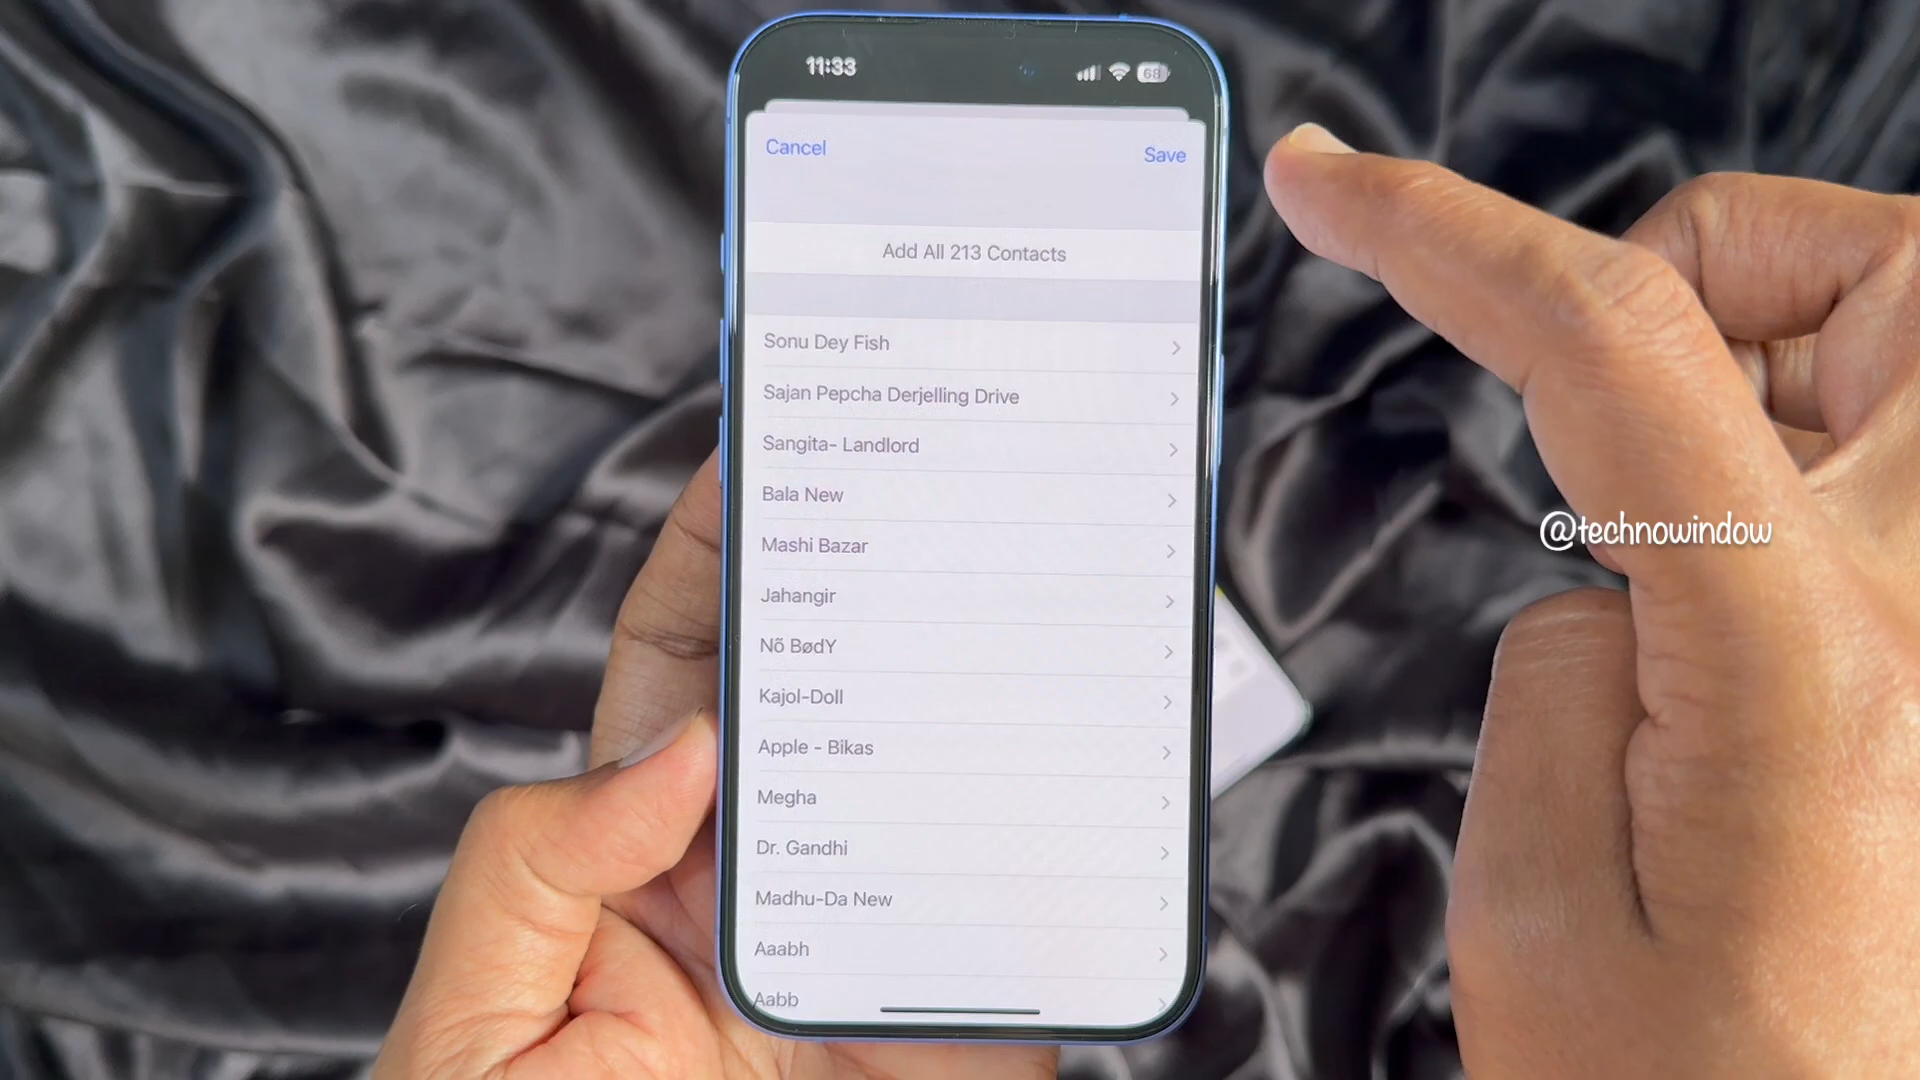 11:33
68
Cancel
Save
Add All 213 Contacts
Sonu Dey Fish
Sajan Pepcha Derjelling Drive
Sangita- Landlord
Bala New
Mashi Bazar
Jahangir
Nõ BødY
Kajol-Doll
Apple - Bikas
Megha
Dr. Gandhi
Madhu-Da New
Aaabh
Aabb
@technowindow